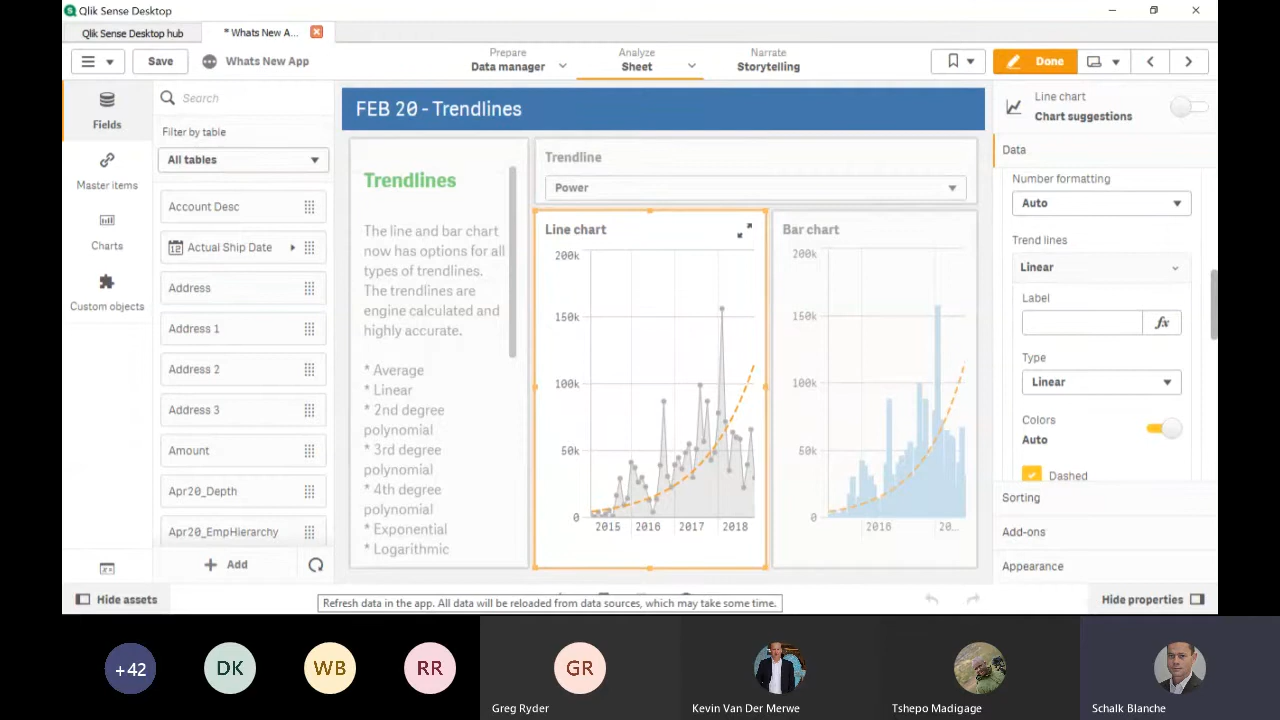 Qlik Sense Desktop
Qlik Sense Desktop hub
* Whats New A...
Save
Whats New App
Prepare
Data manager
Analyze
Sheet
Narrate
Storytelling
Done
Fields
Master items
Charts
Custom objects
Search
Filter by table
All tables
Account Desc
12 Actual Ship Date
Address
Address 1
Address 2
Address 3
Amount
Apr20_Depth
Apr20_EmpHierarchy
Add
Hide assets
FEB 20 - Trendlines
Trendlines
The line and bar chart
now has options for all
types of trendlines.
The trendlines are
engine calculated and
highly accurate.
* Average
* Linear
* 2nd degree
polynomial
* 3rd degree
polynomial
* 4th degree
polynomial
* Exponential
* Logarithmic
Trendline
Power
Line chart
200k
150k
100k
50k
0
2015 2016 2017 2018
Bar chart
200k
150k
100k
50k
0
2016 20...
Refresh data in the app. All data will be reloaded from data sources, which may take some time.
Line chart
Chart suggestions
Data
Number formatting
Auto
Trend lines
Linear
Label
fx
Type
Linear
Colors
Auto
Dashed
Sorting
Add-ons
Appearance
Hide properties
+42
DK
WB
RR
GR
Greg Ryder
Kevin Van Der Merwe
Tshepo Madigage
Schalk Blanche